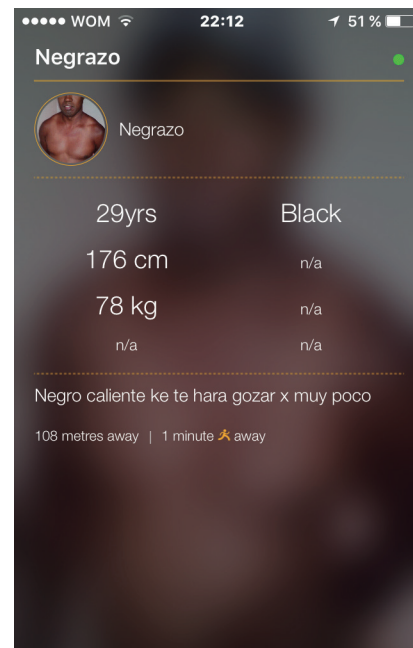 WOM 22:12 51 %
Negrazo
Negrazo
29yrs Black
176 cm n/a
78 kg n/a
n/a n/a
Negro caliente ke te hara gozar x muy poco
108 metres away | 1 minute away